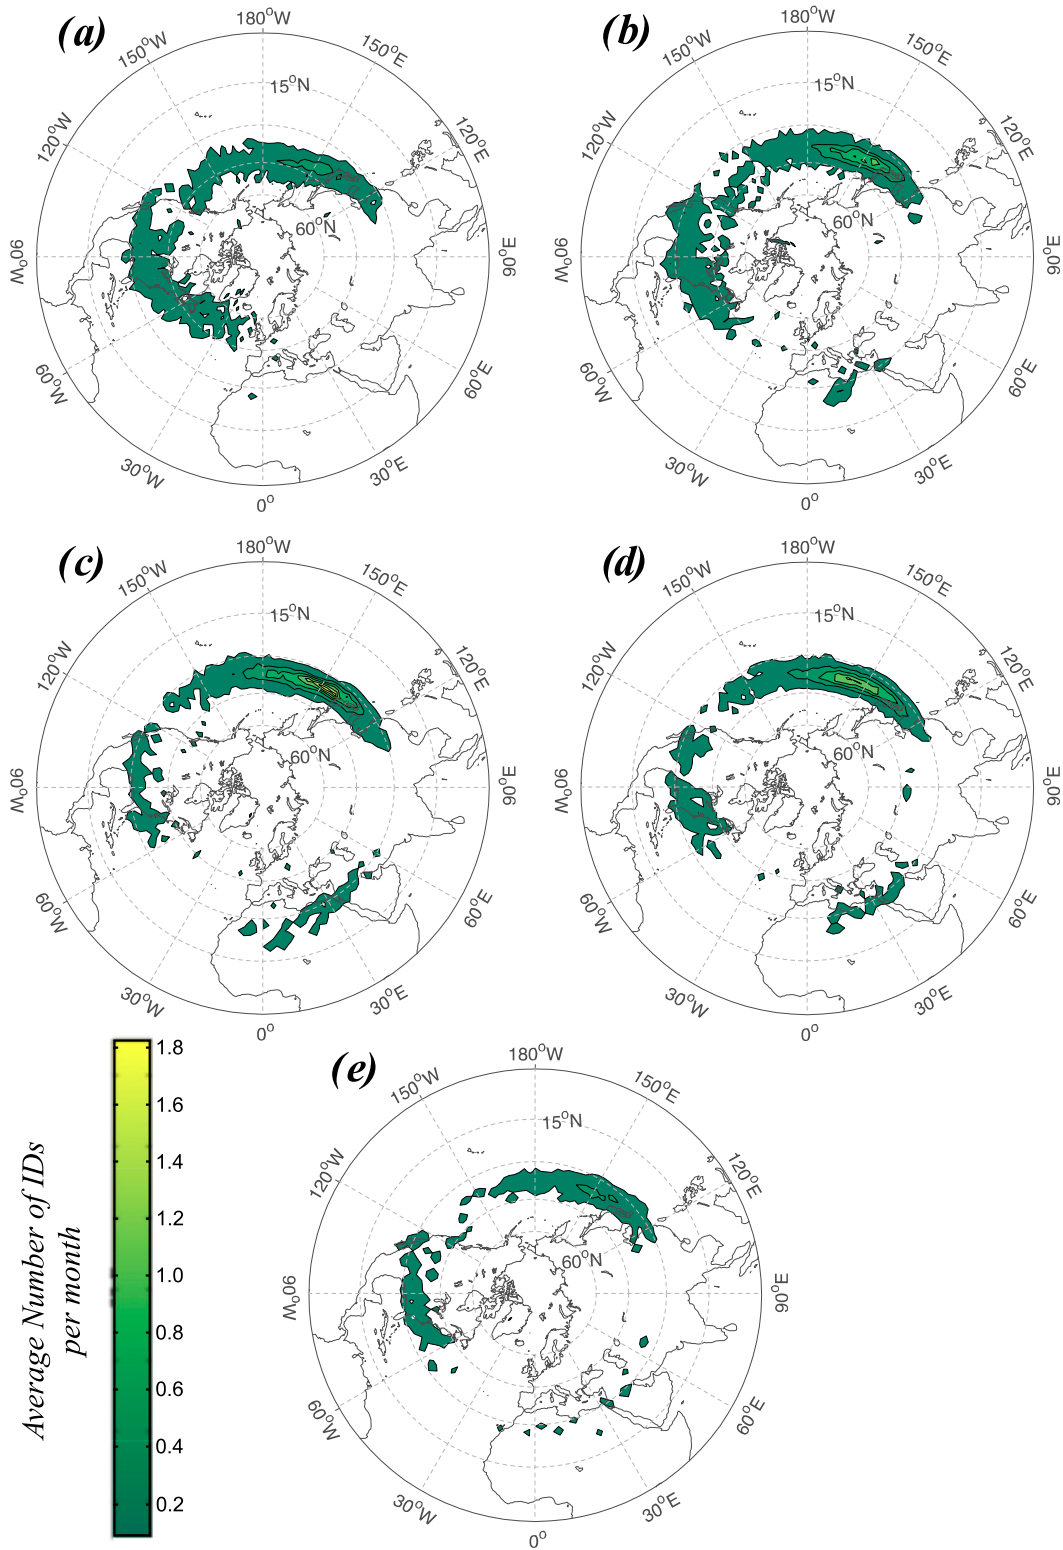 (a)
180°W
150°W
150°E
15°N
120°W
120°E
60°N
90°W
90°E
60°W
60°E
30°W
30°E
0°
(b)
180°W
150°W
150°E
15°N
120°W
120°E
60°N
90°W
90°E
60°W
60°E
30°W
30°E
0°
(c)
180°W
150°W
150°E
15°N
120°W
120°E
60°N
90°W
90°E
60°W
60°E
30°W
30°E
0°
(d)
180°W
150°W
150°E
15°N
120°W
120°E
60°N
90°W
90°E
60°W
60°E
30°W
30°E
0°
Average Number of IDs
per month
1.8
1.6
1.4
1.2
1.0
0.8
0.6
0.4
0.2
(e)
180°W
150°W
150°E
15°N
120°W
120°E
60°N
90°W
90°E
60°W
60°E
30°W
30°E
0°